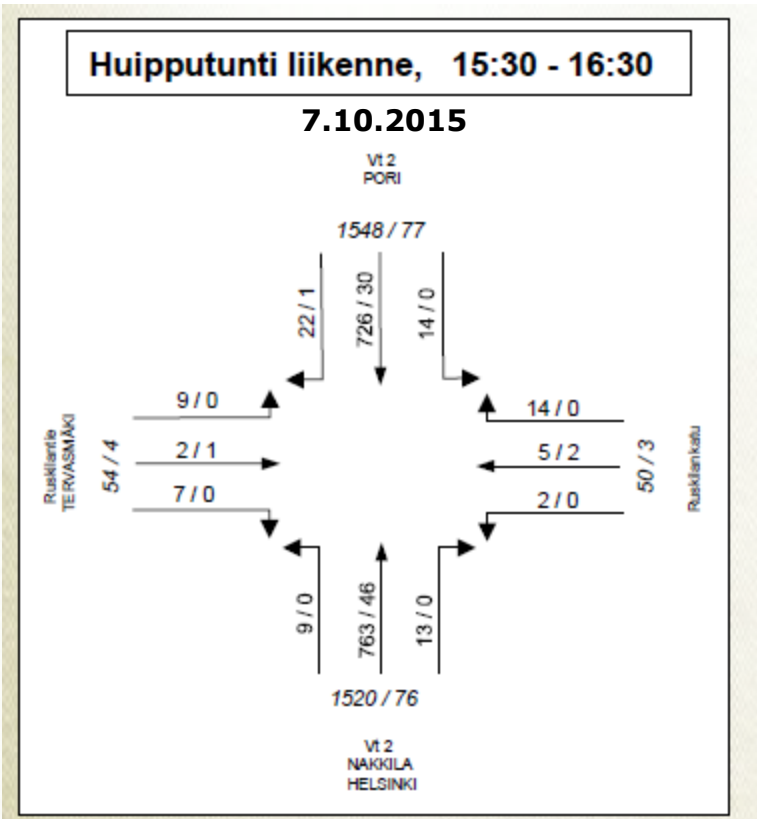 Huipputunti liikenne, 15:30 - 16:30
7.10.2015
Vt 2
PORI
1548 / 77
22 / 1
726 / 30
14 / 0
9 / 0
14 / 0
Ruskilantie
TERVASMÄKI
54 / 4
2 / 1
5 / 2
50 / 3
Ruskilankatu
7 / 0
2 / 0
9 / 0
763 / 46
13 / 0
1520 / 76
Vt 2
NAKKILA
HELSINKI